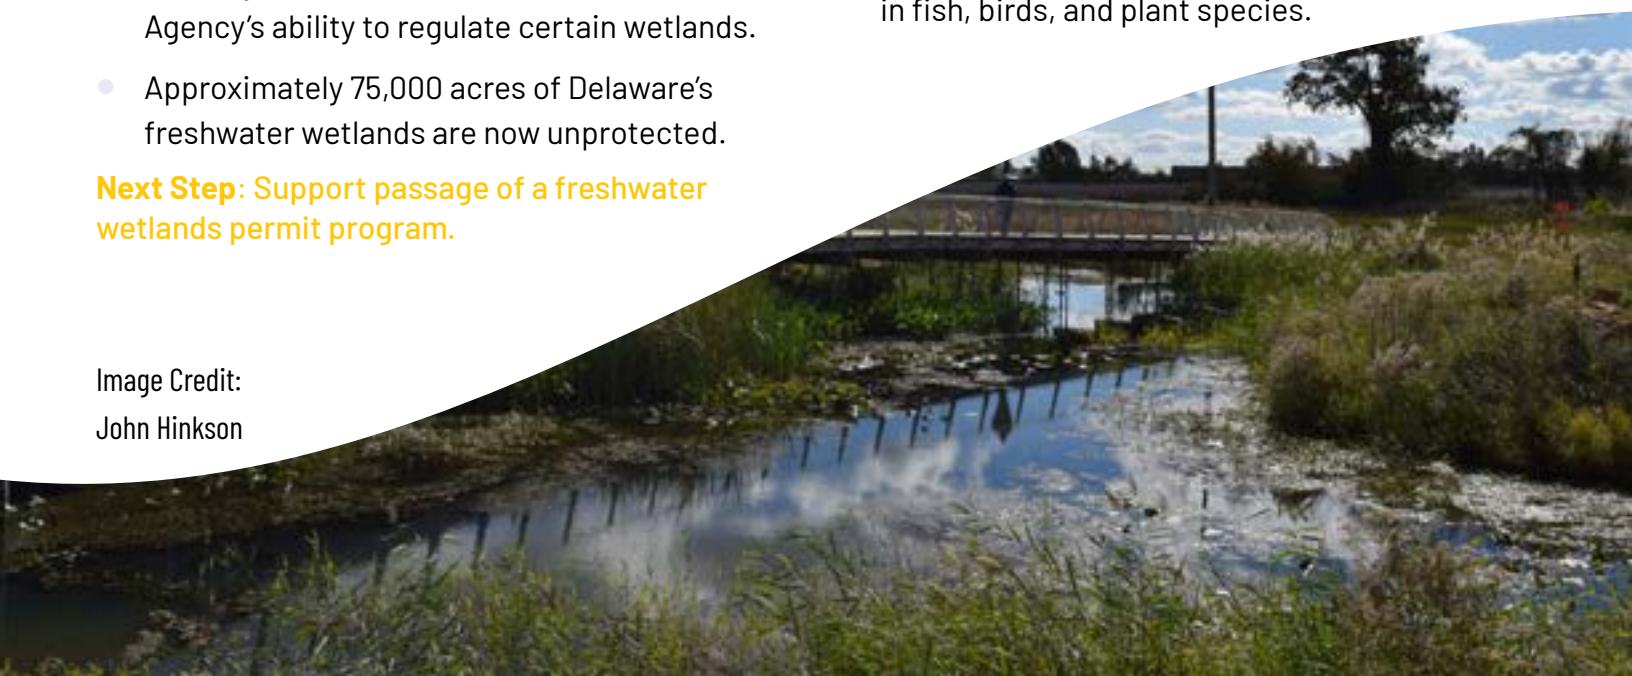 Agency's ability to regulate certain wetlands.
Approximately 75,000 acres of Delaware's
freshwater wetlands are now unprotected.
Next Step: Support passage of a freshwater
wetlands permit program.
Image Credit:
John Hinkson
in fish, birds, and plant species.